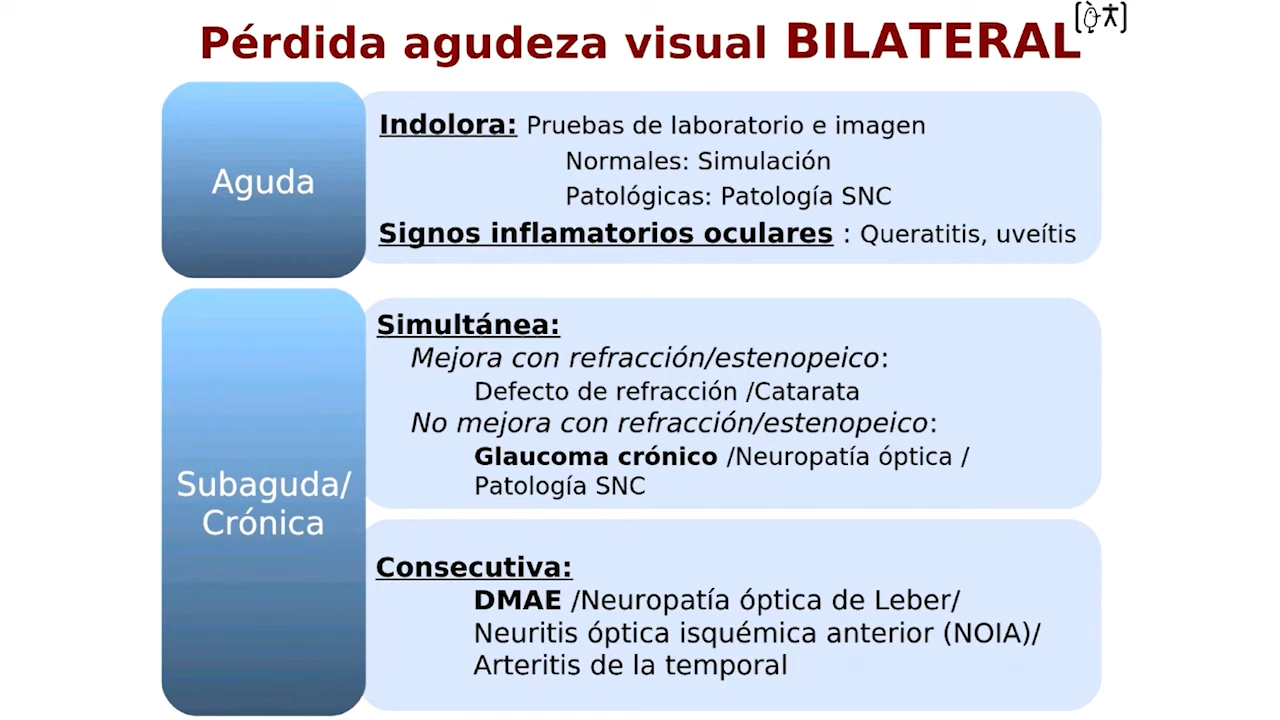 Pérdida agudeza visual BILATERAL
Aguda
Indolora: Pruebas de laboratorio e imagen
Normales: Simulación
Patológicas: Patología SNC
Signos inflamatorios oculares : Queratitis, uveítis
Subaguda/
Crónica
Simultánea:
Mejora con refracción/estenopeico:
Defecto de refracción /Catarata
No mejora con refracción/estenopeico:
Glaucoma crónico /Neuropatía óptica /
Patología SNC
Consecutiva:
DMAE /Neuropatía óptica de Leber/
Neuritis óptica isquémica anterior (NOIA)/
Arteritis de la temporal